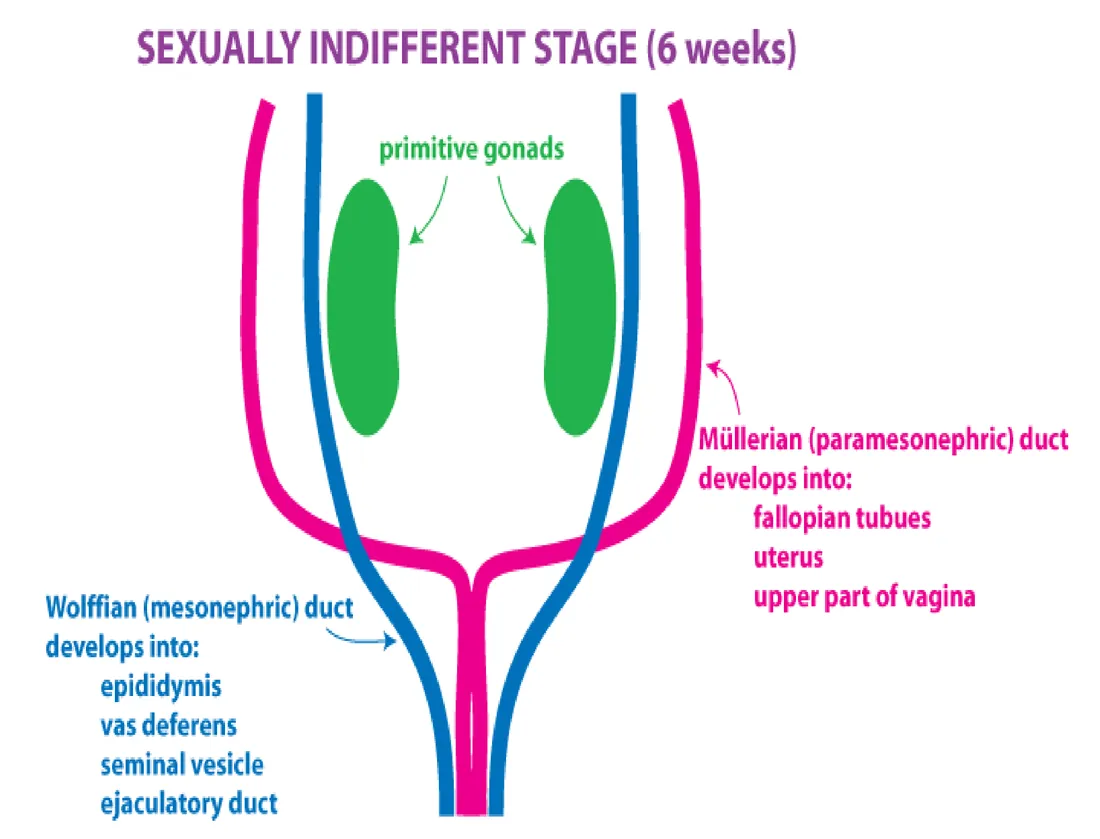 SEXUALLY INDIFFERENT STAGE (6 weeks)
primitive gonads
Müllerian (paramesonephric) duct
develops into:
fallopian tubues
uterus
upper part of vagina
Wolffian (mesonephric) duct
develops into:
epididymis
vas deferens
seminal vesicle
ejaculatory duct